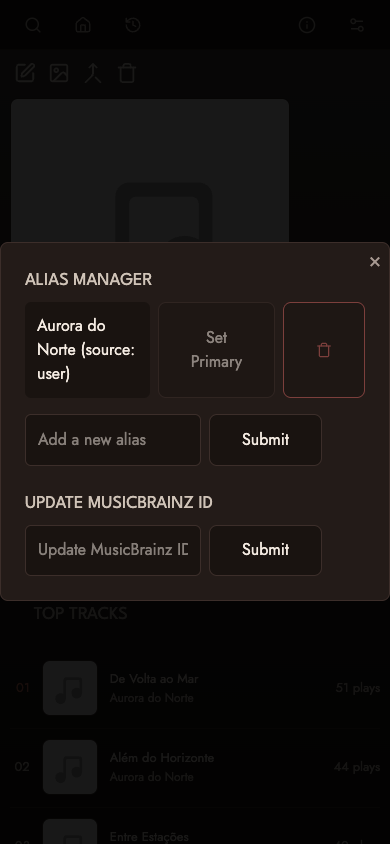 ALIAS MANAGER
Aurora do
Norte (source:
user)
Set
Primary
Add a new alias
Submit
UPDATE MUSICBRAINZ ID
Update MusicBrainz ID
Submit
TOP TRACKS
01
De Volta ao Mar
Aurora do Norte
51 plays
02
Além do Horizonte
Aurora do Norte
44 plays
Entre Estações